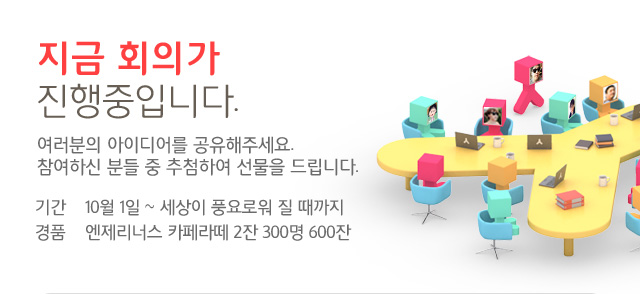 지금 회의가
진행중입니다.
여러분의 아이디어를 공유해주세요.
참여하신 분들 중 추첨하여 선물을 드립니다.
기간 10월 1일 ~ 세상이 풍요로워 질 때까지
경품 엔제리너스 카페라떼 2잔 300명 600잔